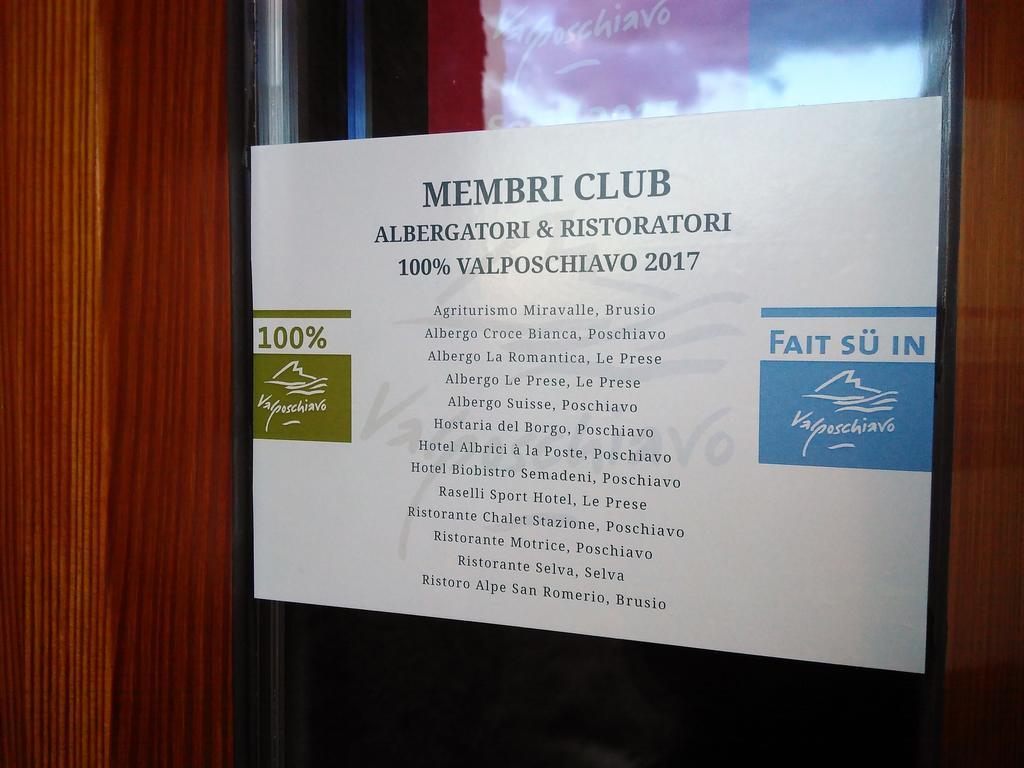 Valposchiavo
MEMBRI CLUB
ALBERGATORI & RISTORATORI
100% VALPOSCHIAVO 2017
Agriturismo Miravalle, Brusio
Albergo Croce Bianca, Poschiavo
Albergo La Romantica, Le Prese
Albergo Le Prese, Le Prese
Albergo Suisse, Poschiavo
Hostaria del Borgo, Poschiavo
Hotel Albrici à la Poste, Poschiavo
Hotel Biobistro Semadeni, Poschiavo
Raselli Sport Hotel, Le Prese
Ristorante Chalet Stazione, Poschiavo
Ristorante Motrice, Poschiavo
Ristorante Selva, Selva
Ristoro Alpe San Romerio, Brusio
100%
Valposchiavo
FAIT SÜ IN
Valposchiavo
Valposchiavo